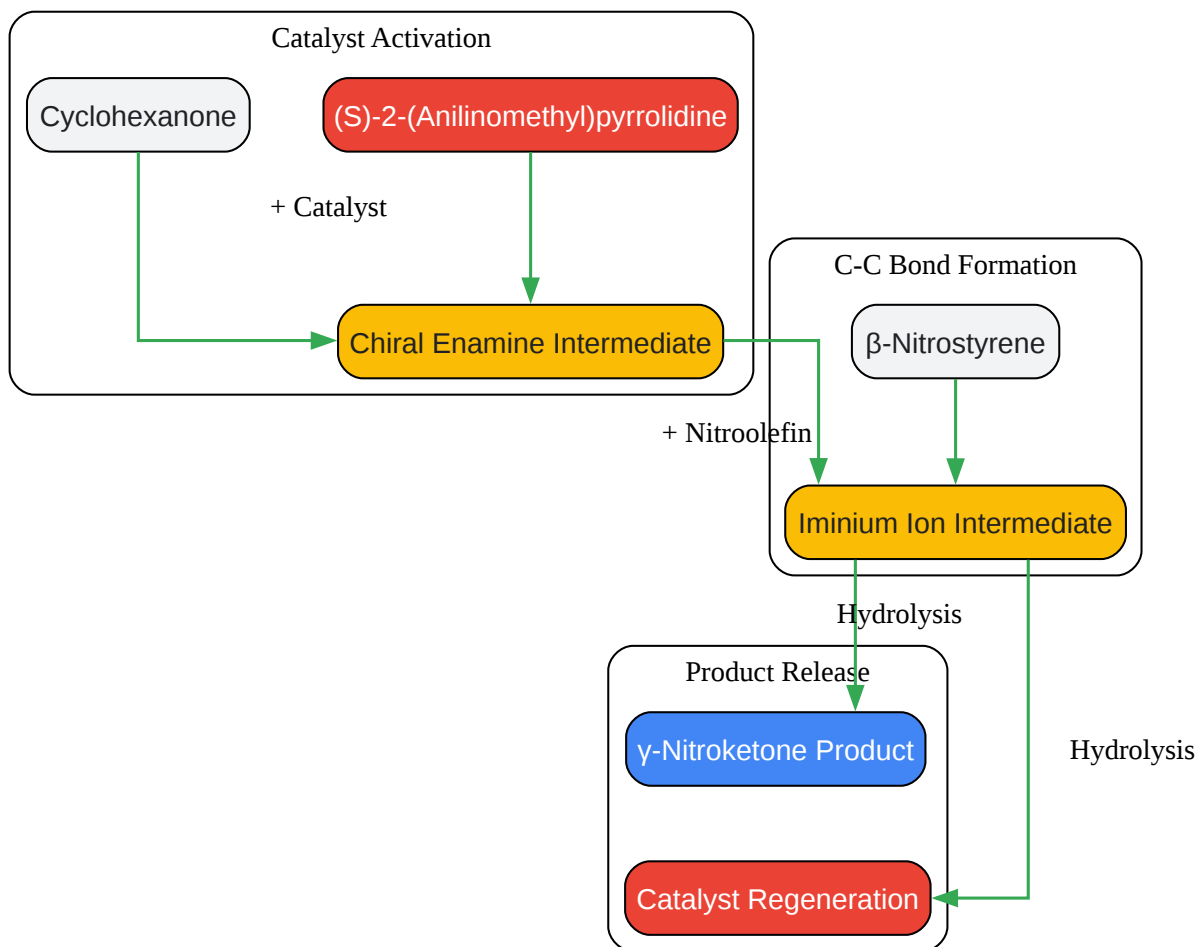 Catalyst Activation
Cyclohexanone
(S)-2-(Anilinomethyl)pyrrolidine
+ Catalyst
Chiral Enamine Intermediate
C-C Bond Formation
β-Nitrostyrene
+ Nitroolefin
Iminium Ion Intermediate
Hydrolysis
Product Release
γ-Nitroketone Product
Hydrolysis
Catalyst Regeneration